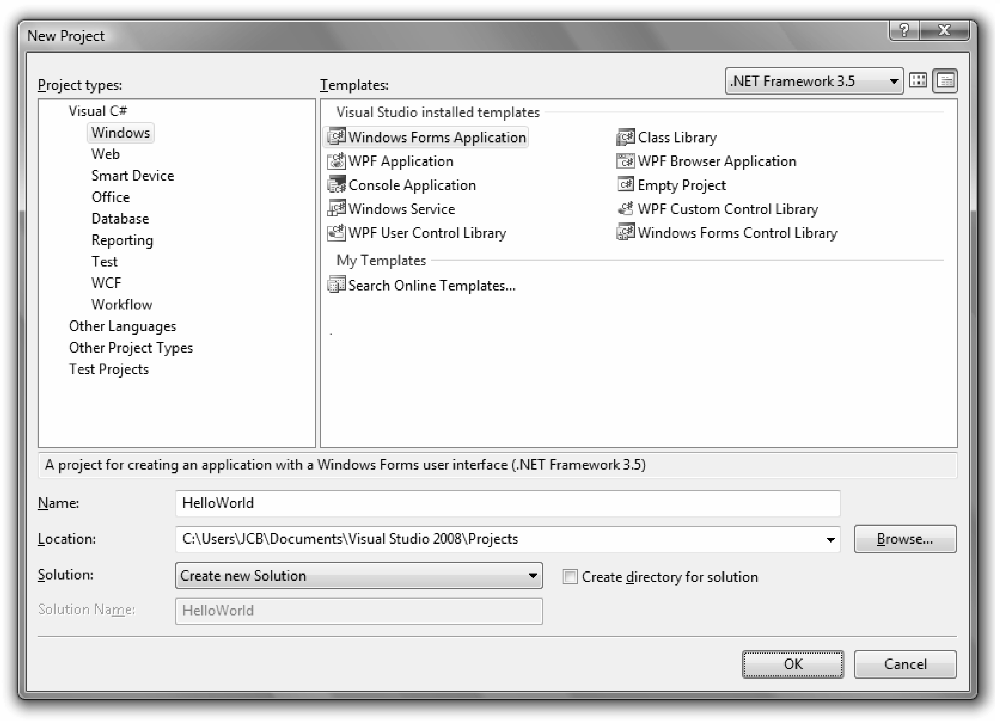 New Project
Project types:
Templates:
.NET Framework 3.5
Visual C#
Windows
Web
Smart Device
Office
Database
Reporting
Test
WCF
Workflow
Other Languages
Other Project Types
Test Projects
Visual Studio installed templates
Windows Forms Application
Class Library
WPF Application
WPF Browser Application
Console Application
Empty Project
Windows Service
WPF Custom Control Library
WPF User Control Library
Windows Forms Control Library
My Templates
Search Online Templates...
A project for creating an application with a Windows Forms user interface (.NET Framework 3.5)
Name:
HelloWorld
Location:
C:\Users\JCB\Documents\Visual Studio 2008\Projects
Browse...
Solution:
Create new Solution
Create directory for solution
Solution Name:
HelloWorld
OK
Cancel